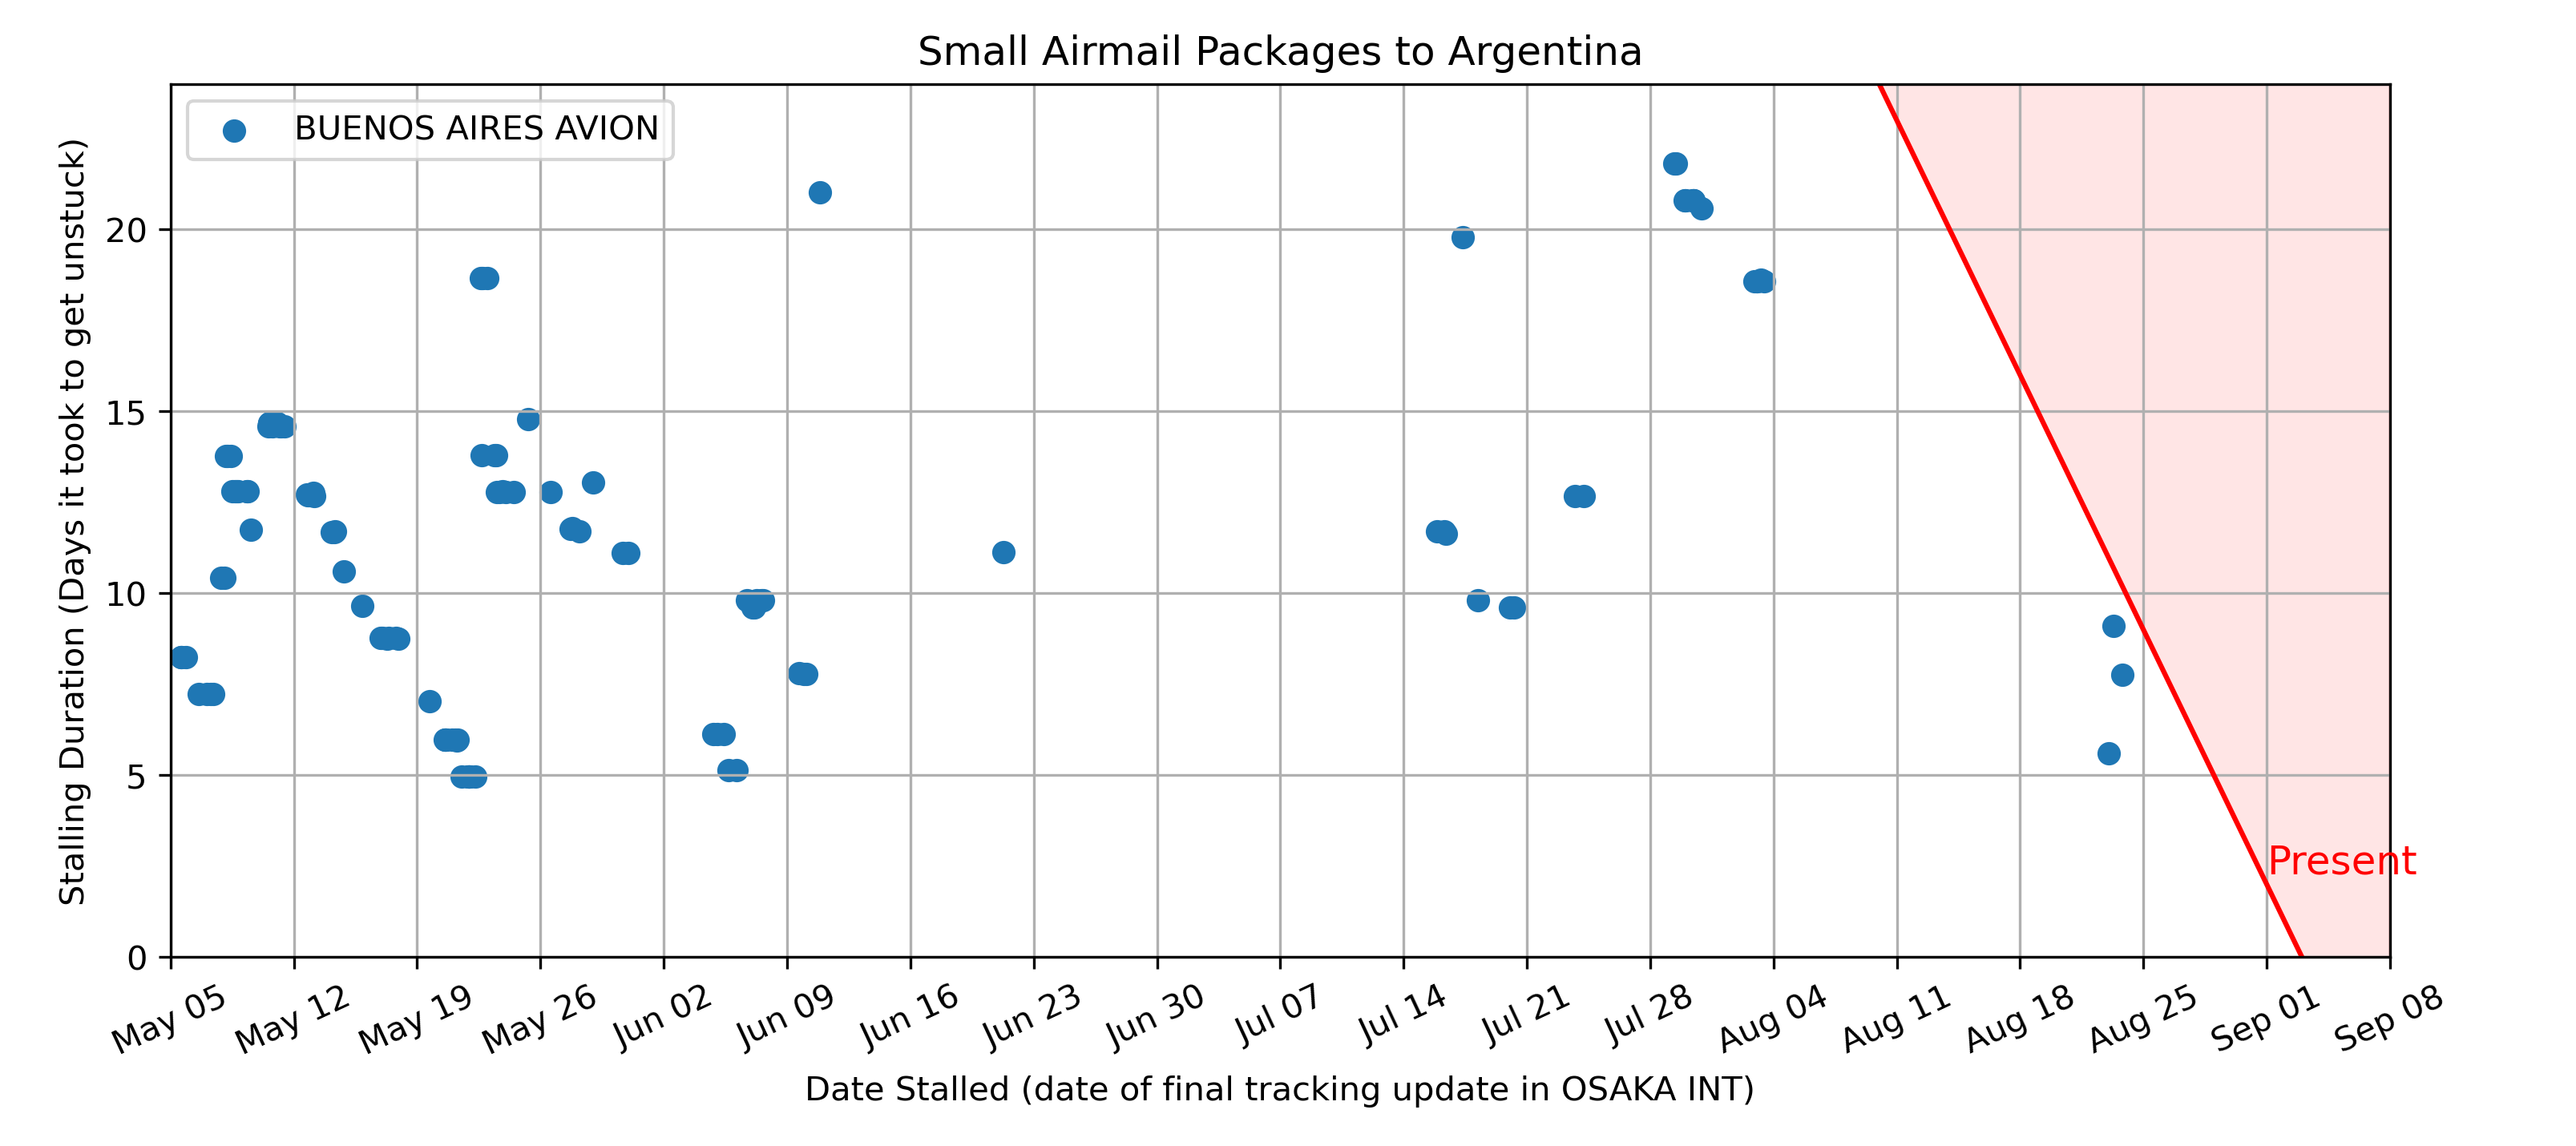 Small Airmail Packages to Argentina
BUENOS AIRES AVION
Stalling Duration (Days it took to get unstuck)
20
15
10
5
0
Present
May 05
May 12
May 19
May 26
Jun 02
Jun 09
Jun 16
Jun 23
Jun 30
Jul 07
Jul 14
Jul 21
Jul 28
Aug 04
Aug 11
Aug 18
Aug 25
Sep 01
Sep 08
Date Stalled (date of final tracking update in OSAKA INT)